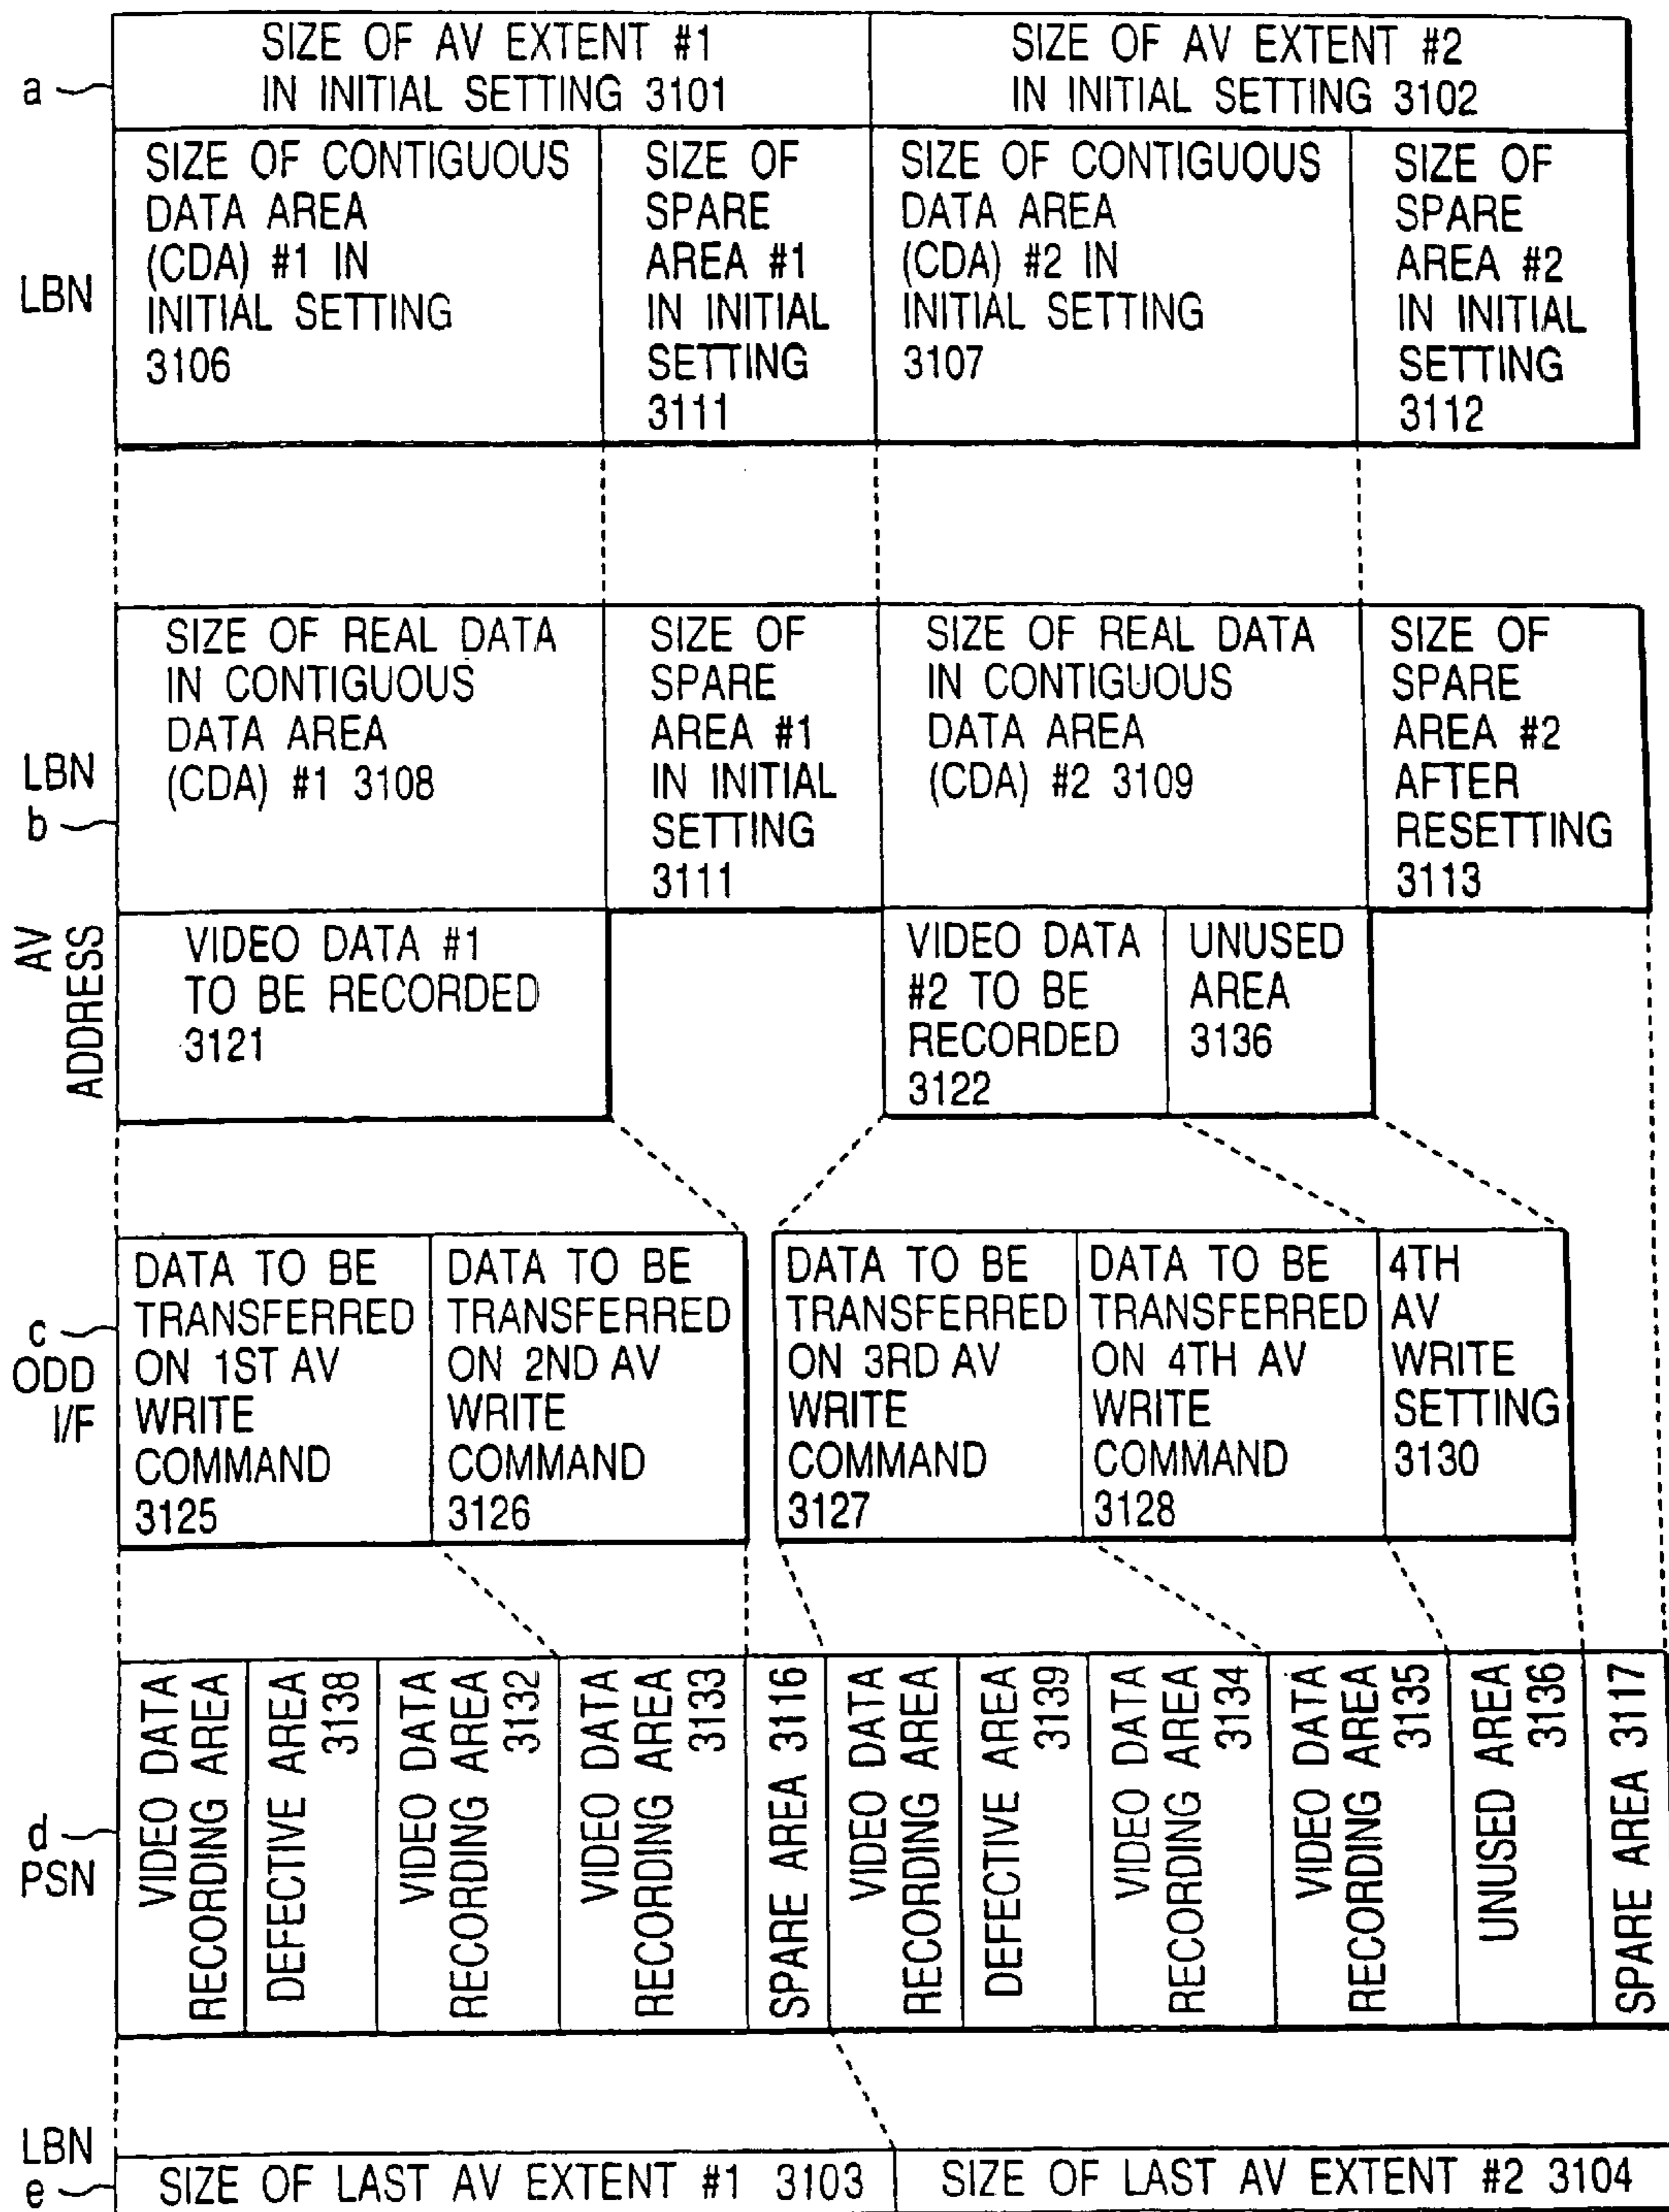 a
SIZE OF AV EXTENT #1
IN INITIAL SETTING 3101
SIZE OF AV EXTENT #2
IN INITIAL SETTING 3102
LBN
SIZE OF CONTIGUOUS
DATA AREA
(CDA) #1 IN
INITIAL SETTING
3106
SIZE OF
SPARE
AREA #1
IN INITIAL
SETTING
3111
SIZE OF CONTIGUOUS
DATA AREA
(CDA) #2 IN
INITIAL SETTING
3107
SIZE OF
SPARE
AREA #2
IN INITIAL
SETTING
3112
LBN
b
SIZE OF REAL DATA
IN CONTIGUOUS
DATA AREA
(CDA) #1 3108
SIZE OF
SPARE
AREA #1
IN INITIAL
SETTING
3111
SIZE OF REAL DATA
IN CONTIGUOUS
DATA AREA
(CDA) #2 3109
SIZE OF
SPARE
AREA #2
AFTER
RESETTING
3113
AV
ADDRESS
VIDEO DATA #1
TO BE RECORDED
3121
VIDEO DATA
#2 TO BE
RECORDED
3122
UNUSED
AREA
3136
c
ODD
I/F
DATA TO BE
TRANSFERRED
ON 1ST AV
WRITE
COMMAND
3125
DATA TO BE
TRANSFERRED
ON 2ND AV
WRITE
COMMAND
3126
DATA TO BE
TRANSFERRED
ON 3RD AV
WRITE
COMMAND
3127
DATA TO BE
TRANSFERRED
ON 4TH AV
WRITE
COMMAND
3128
4TH
AV
WRITE
SETTING
3130
d
PSN
VIDEO DATA
RECORDING AREA
DEFECTIVE AREA
3138
VIDEO DATA
RECORDING AREA
3132
VIDEO DATA
RECORDING AREA
3133
SPARE AREA 3116
VIDEO DATA
RECORDING AREA
DEFECTIVE AREA
3139
VIDEO DATA
RECORDING AREA
3134
VIDEO DATA
RECORDING AREA
3135
UNUSED AREA
3136
SPARE AREA 3117
LBN
e
SIZE OF LAST AV EXTENT #1 3103
SIZE OF LAST AV EXTENT #2 3104